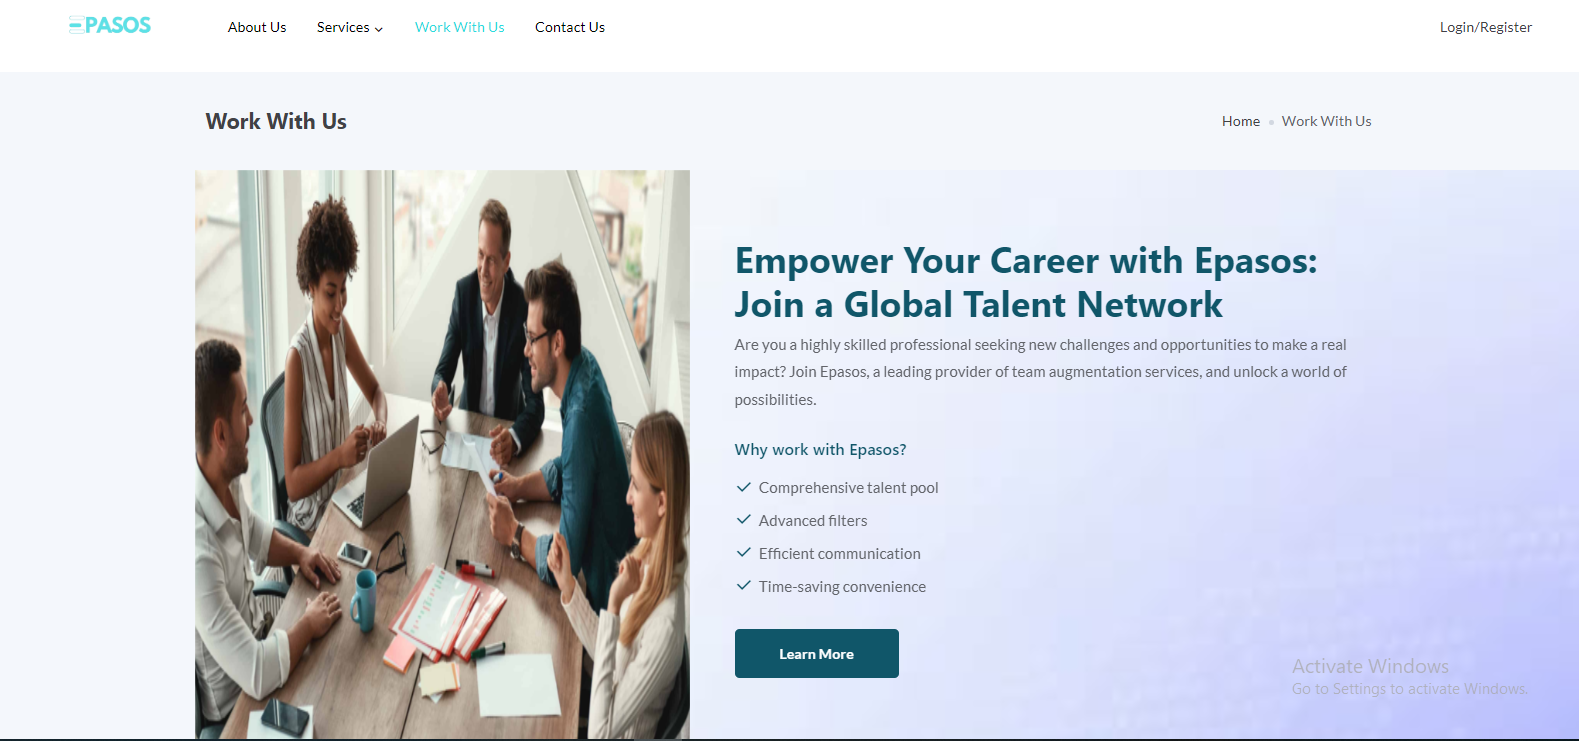 EPASOS
About Us
Services
Work With Us
Contact Us
Login/Register
Work With Us
Home
Work With Us
Empower Your Career with Epasos:
Join a Global Talent Network
Are you a highly skilled professional seeking new challenges and opportunities to make a real
impact? Join Epasos, a leading provider of team augmentation services, and unlock a world of
possibilities.
Why work with Epasos?
Comprehensive talent pool
Advanced filters
Efficient communication
Time-saving convenience
Learn More
Activate Windows
Go to Settings to activate Windows.